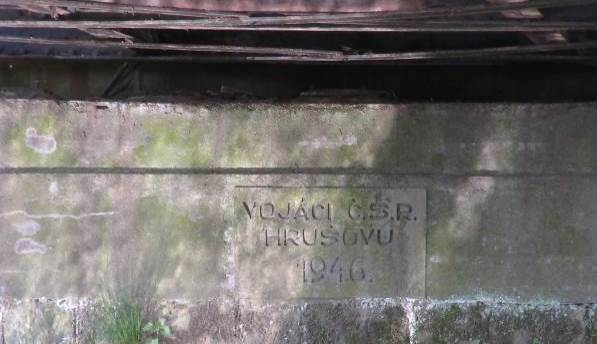 VOJÁCI Č.S.R.
HRUŠOVU
1946.